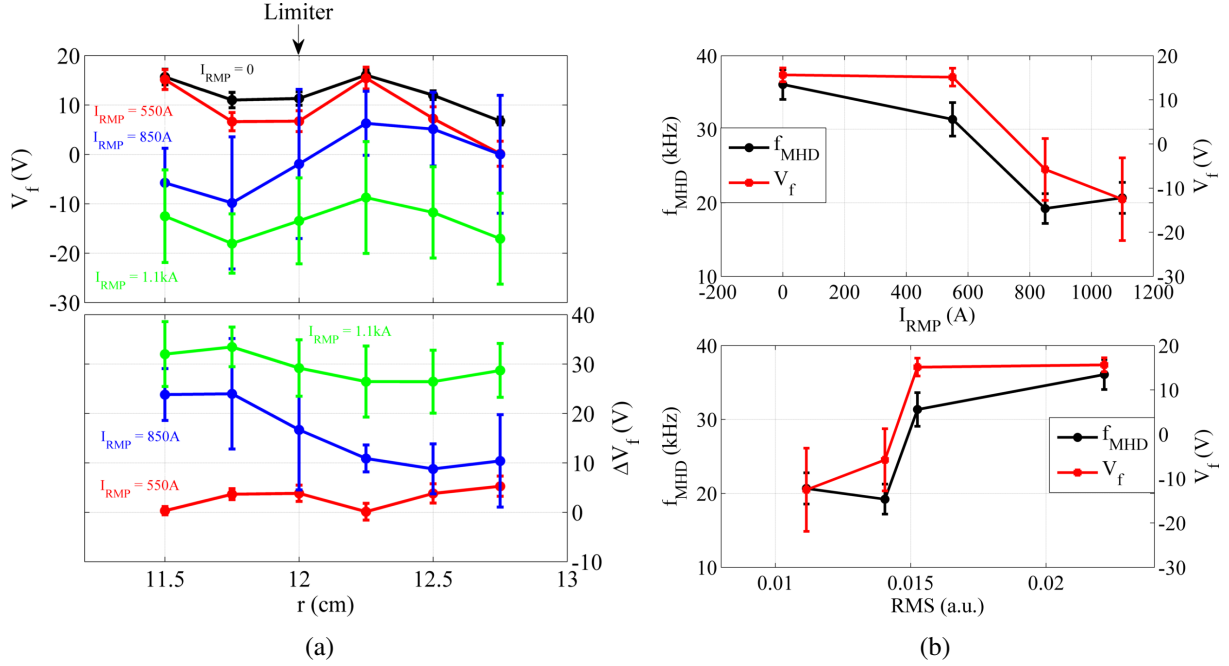 Limiter
20
10
0
-10
-20
-30
V_f (V)
I_RMP = 0
I_RMP = 550A
I_RMP = 850A
I_RMP = 1.1kA
40
30
20
10
0
-10
ΔV_f (V)
I_RMP = 1.1kA
I_RMP = 850A
I_RMP = 550A
11.5 12 12.5 13
r (cm)
(a)
40
30
20
10
f_MHD (kHz)
20
10
0
-10
-20
-30
V_f (V)
f_MHD
V_f
-200 0 200 400 600 800 1000 1200
I_RMP (A)
40
30
20
10
f_MHD (kHz)
20
10
0
-10
-20
-30
V_f (V)
f_MHD
V_f
0.01 0.015 0.02
RMS (a.u.)
(b)